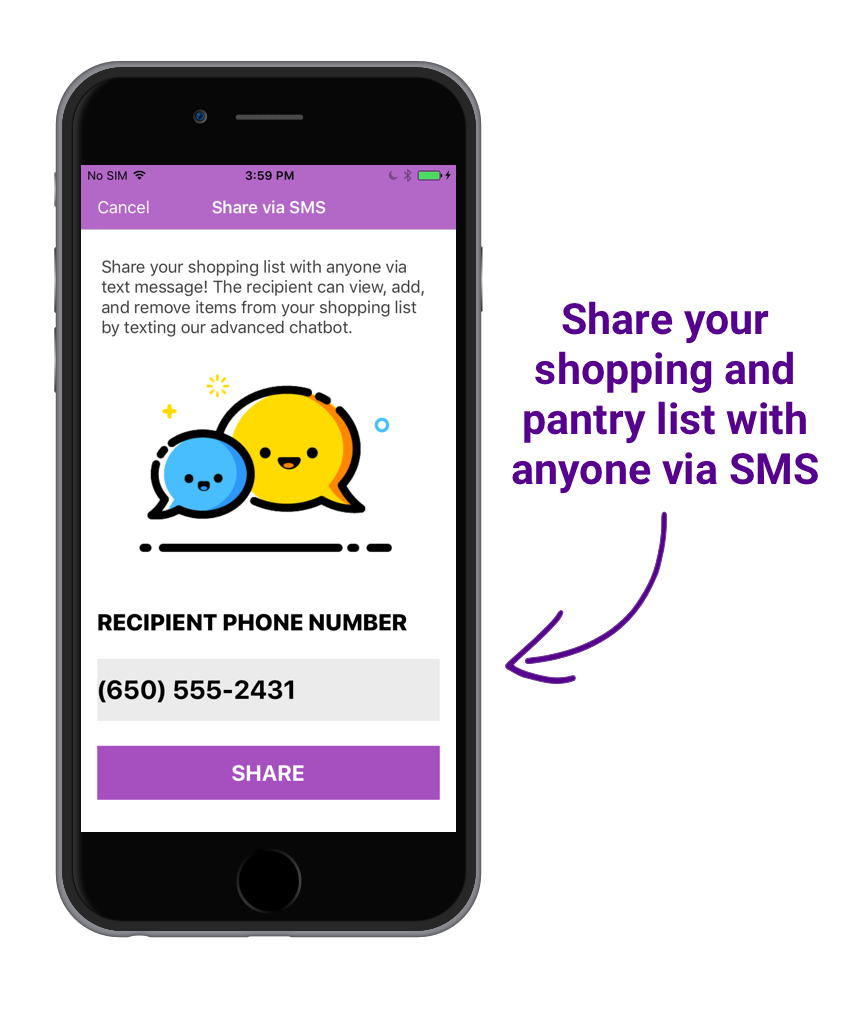 No SIM
3:59 PM
Cancel
Share via SMS
Share your shopping list with anyone via
text message! The recipient can view, add,
and remove items from your shopping list
by texting our advanced chatbot.
RECIPIENT PHONE NUMBER
(650) 555-2431
SHARE
Share your
shopping and
pantry list with
anyone via SMS